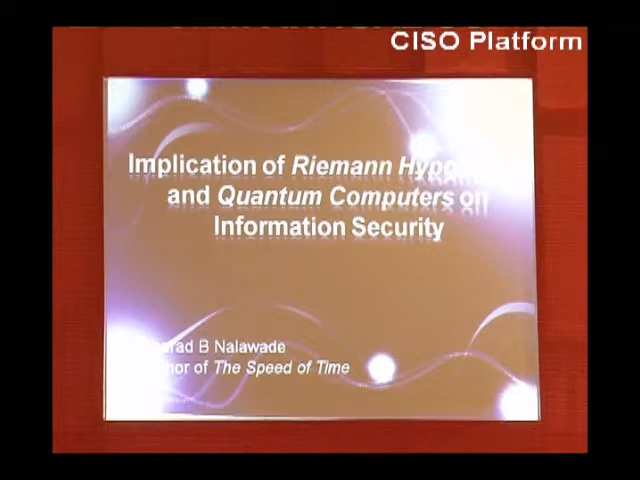 CISO Platform
Implication of Riemann
and Quantum Computers on
Information Security
B Nalawade
of The Speed of Time